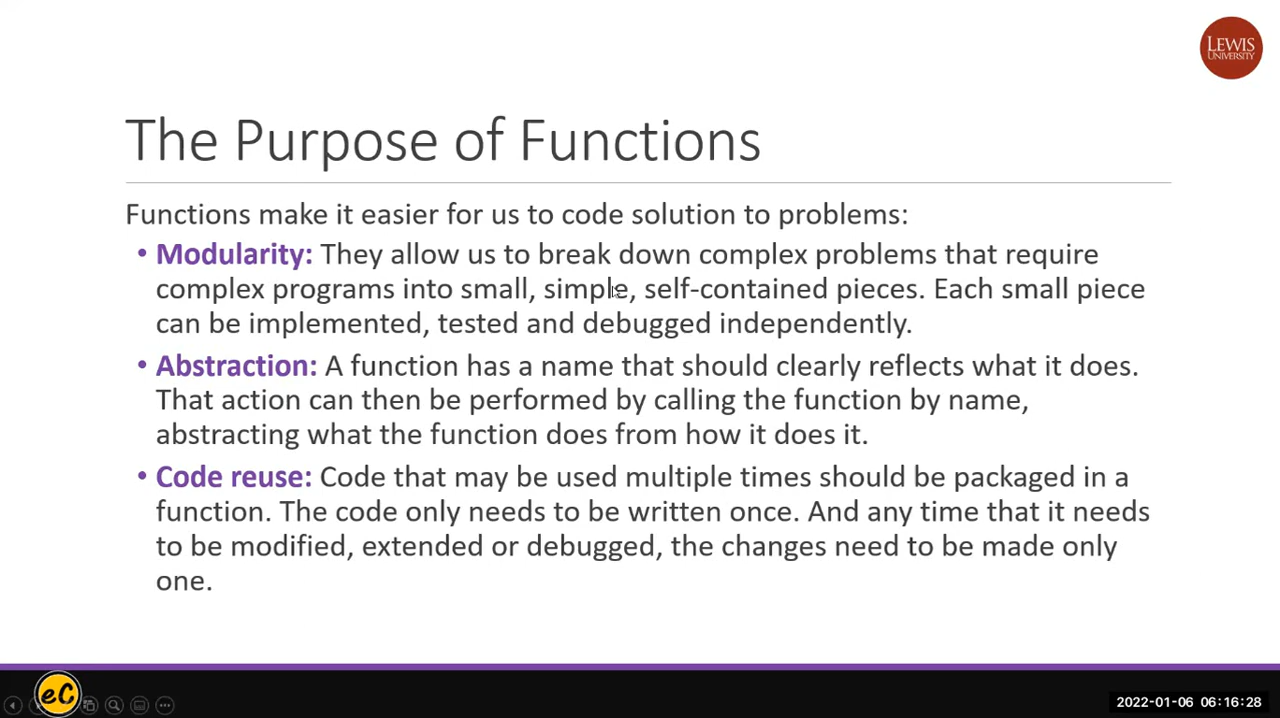 LEWIS
UNIVERSITY
The Purpose of Functions
Functions make it easier for us to code solution to problems:
• Modularity: They allow us to break down complex problems that require
complex programs into small, simple, self-contained pieces. Each small piece
can be implemented, tested and debugged independently.
• Abstraction: A function has a name that should clearly reflects what it does.
That action can then be performed by calling the function by name,
abstracting what the function does from how it does it.
• Code reuse: Code that may be used multiple times should be packaged in a
function. The code only needs to be written once. And any time that it needs
to be modified, extended or debugged, the changes need to be made only
one.
eC
2022-01-06 06:16:28